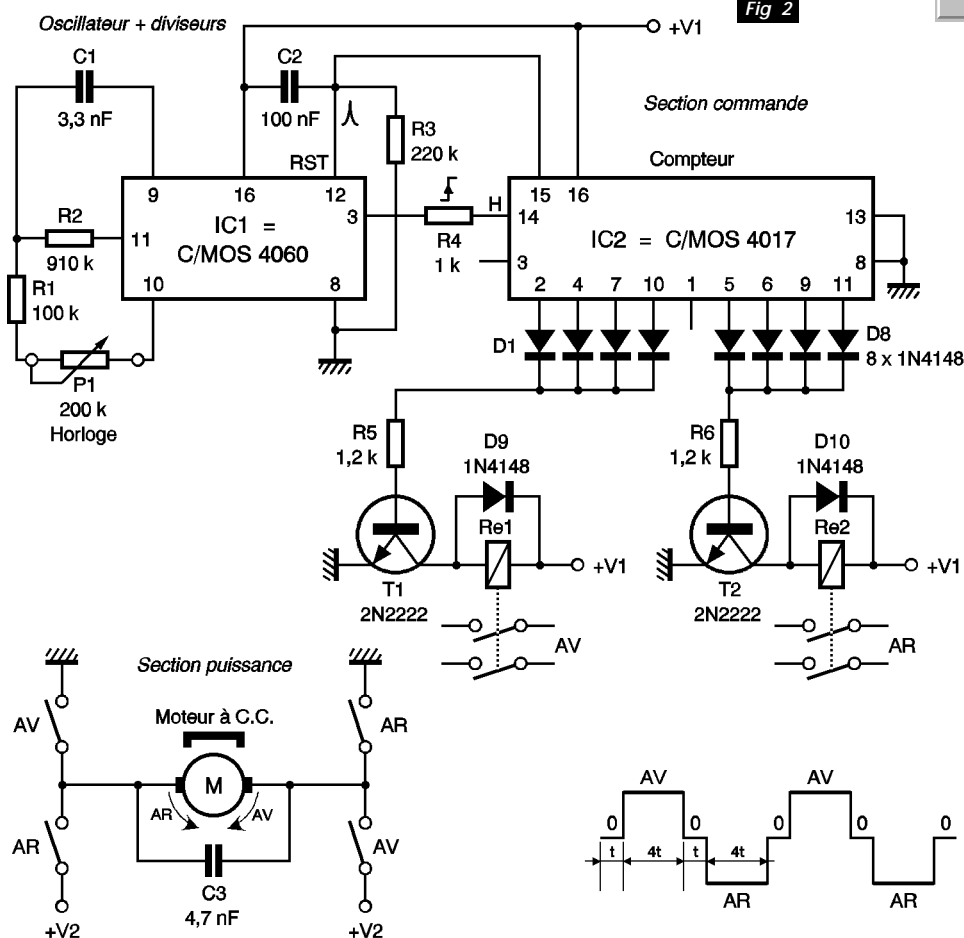 Fig 2
Oscillateur + diviseurs
+V1
C1
3,3 nF
C2
100 nF
R3
220 k
Section commande
RST
Compteur
9
16
12
15
16
R2
910 k
11
IC1 =
C/MOS 4060
3
R4
1 k
H
14
IC2 = C/MOS 4017
13
3
8
R1
100 k
10
8
2
4
7
10
1
5
6
9
11
P1
200 k
Horloge
D1
D8
8 x 1N4148
R5
1,2 k
D9
1N4148
R6
1,2 k
D10
1N4148
Re1
Re2
+V1
+V1
T1
2N2222
T2
2N2222
AV
AR
Section puissance
Moteur à C.C.
AV
AR
M
AR
AV
AR
AV
C3
4,7 nF
+V2
+V2
AV
AV
0
0
0
0
0
t
4t
t
4t
AR
AR